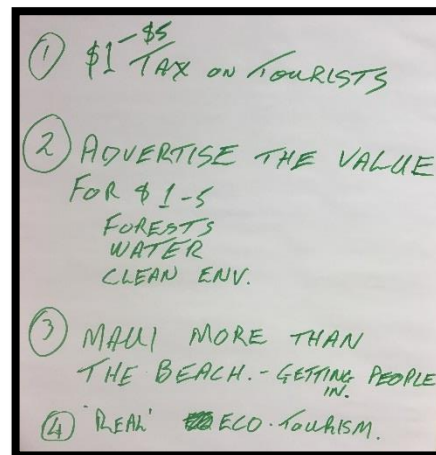 ① $1-$5 TAX ON TOURISTS
② ADVERTISE THE VALUE
FOR $1-5
FORESTS
WATER
CLEAN ENV.
③ MAUI MORE THAN
THE BEACH. - GETTING PEOPLE
IN.
④ 'REAL' ECO-TOURISM.